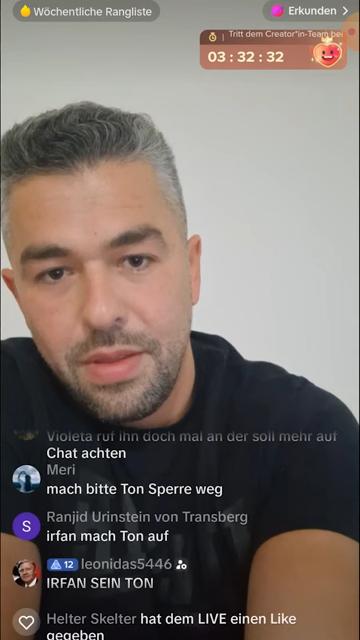 Wöchentliche Rangliste
Erkunden >
Tritt dem Creator*in-Team bei
03 : 32 : 32
Violeta ruf ihn doch mal an der soll mehr auf
Chat achten
Meri
mach bitte Ton Sperre weg
S
Ranjid Urinstein von Transberg
irfan mach Ton auf
12 leonidas5446
IRFAN SEIN TON
Helter Skelter hat dem LIVE einen Like
gegeben